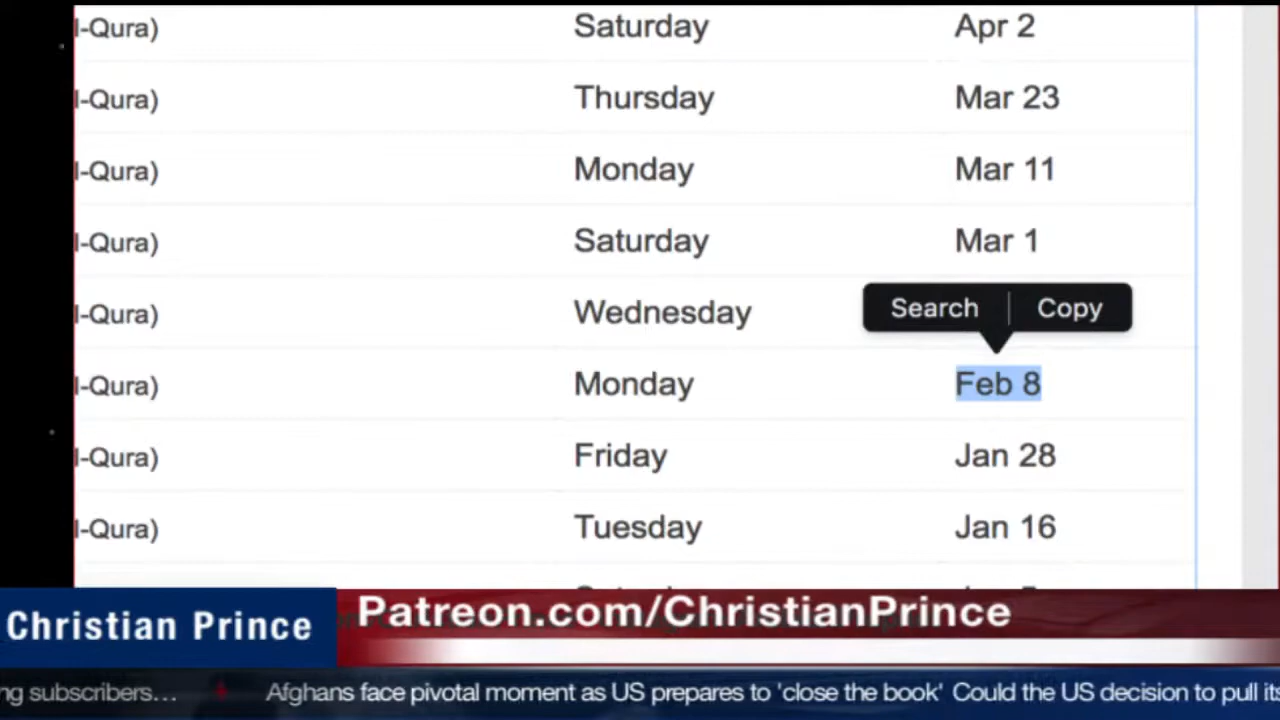 l-Qura) Saturday Apr 2
l-Qura) Thursday Mar 23
l-Qura) Monday Mar 11
l-Qura) Saturday Mar 1
Search Copy
l-Qura) Wednesday
l-Qura) Monday Feb 8
l-Qura) Friday Jan 28
l-Qura) Tuesday Jan 16
Christian Prince
Patreon.com/ChristianPrince
ng subscribers… Afghans face pivotal moment as US prepares to 'close the book' Could the US decision to pull its